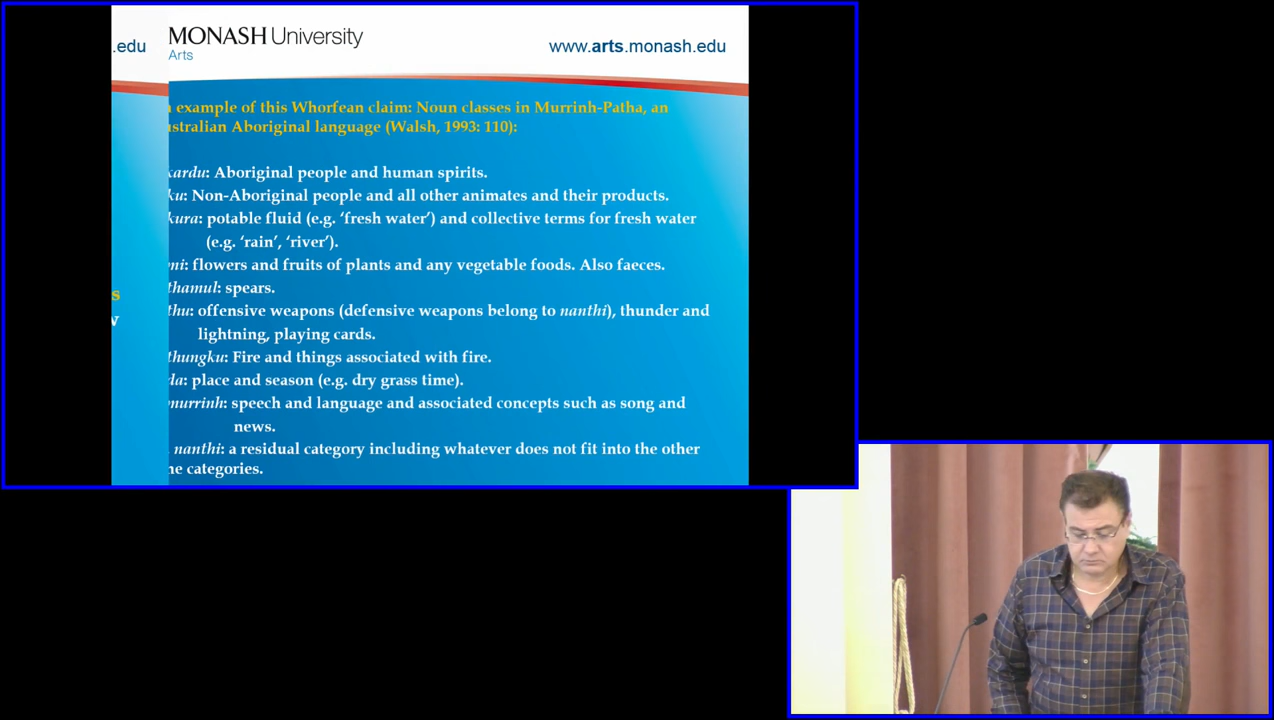 .edu
MONASH University
Arts
www.arts.monash.edu
example of this Whorfean claim: Noun classes in Murrinh-Patha, an
ustralian Aboriginal language (Walsh, 1993: 110):
kardu: Aboriginal people and human spirits.
ku: Non-Aboriginal people and all other animates and their products.
kura: potable fluid (e.g. ‘fresh water’) and collective terms for fresh water
(e.g. ‘rain’, ‘river’).
mi: flowers and fruits of plants and any vegetable foods. Also faeces.
thamul: spears.
thu: offensive weapons (defensive weapons belong to nanthi), thunder and
lightning, playing cards.
thungku: Fire and things associated with fire.
da: place and season (e.g. dry grass time).
murrinh: speech and language and associated concepts such as song and
news.
nanthi: a residual category including whatever does not fit into the other
ne categories.
s